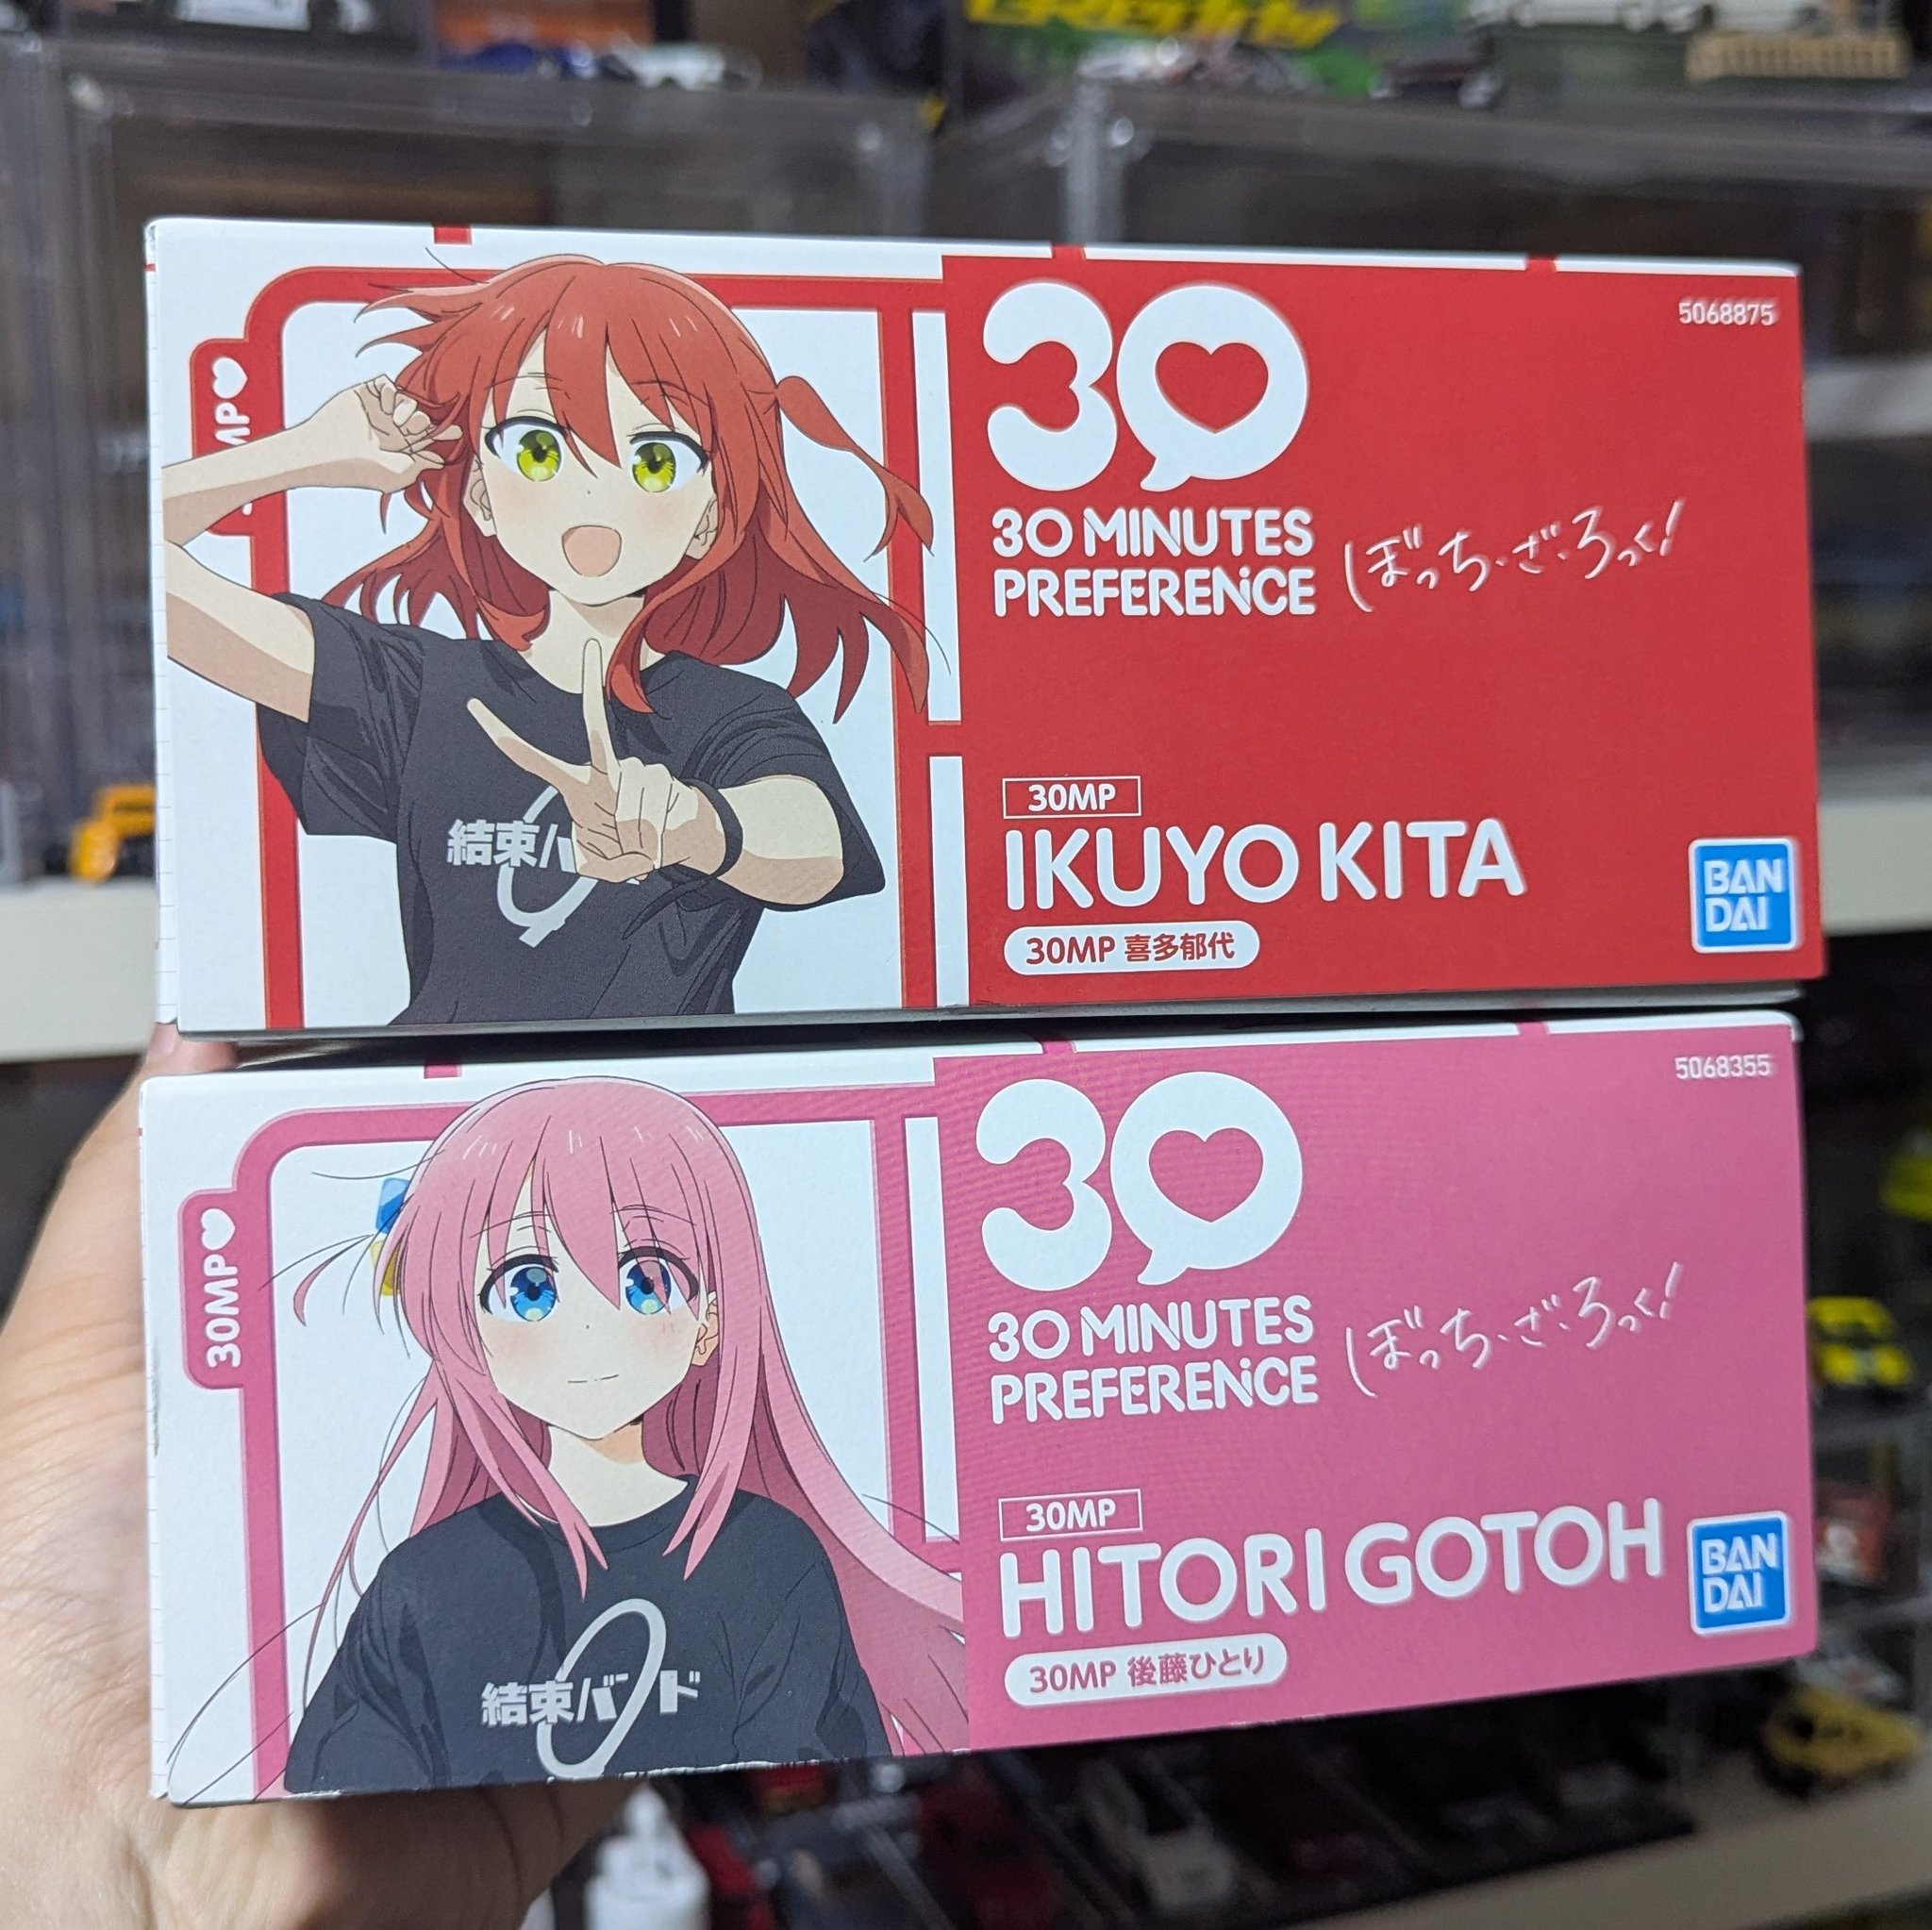 5068875
MP♥
30
30 MINUTES
PREFERENCE
ぼっち・ざ・ろっく!
30MP
IKUYO KITA
30MP 喜多郁代
BAN
DAI
結束バ
5068355
30MP♥
30
30 MINUTES
PREFERENCE
ぼっち・ざ・ろっく!
30MP
HITORI GOTOH
30MP 後藤ひとり
BAN
DAI
結束バンド